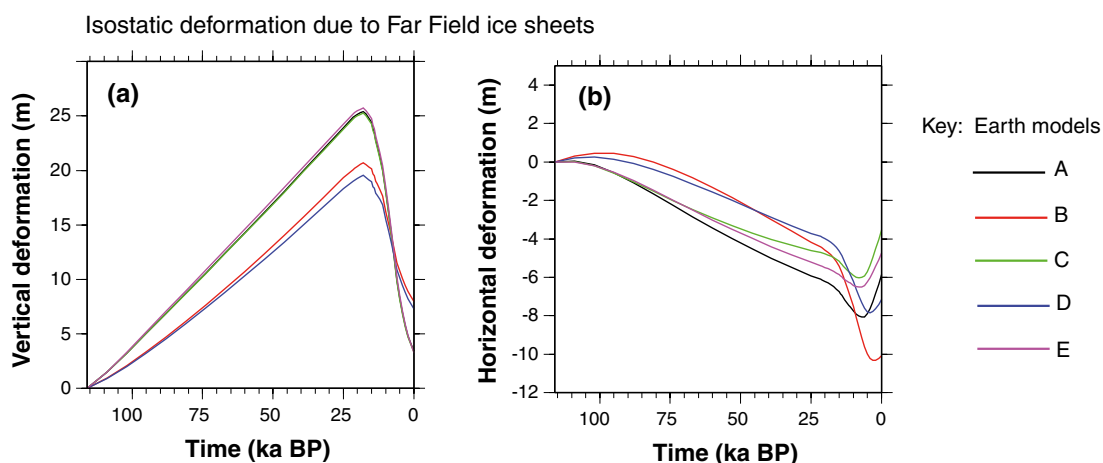 Isostatic deformation due to Far Field ice sheets
(a)
Vertical deformation (m)
25
20
15
10
5
0
100
75
50
25
0
Time (ka BP)
(b)
Horizontal deformation (m)
4
2
0
-2
-4
-6
-8
-10
-12
100
75
50
25
0
Time (ka BP)
Key: Earth models
A
B
C
D
E